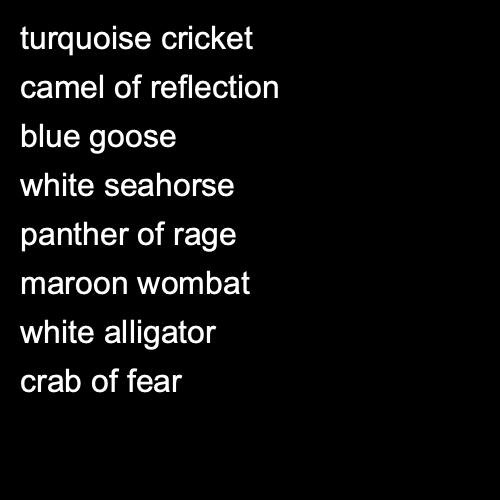 turquoise cricket
camel of reflection
blue goose
white seahorse
panther of rage
maroon wombat
white alligator
crab of fear